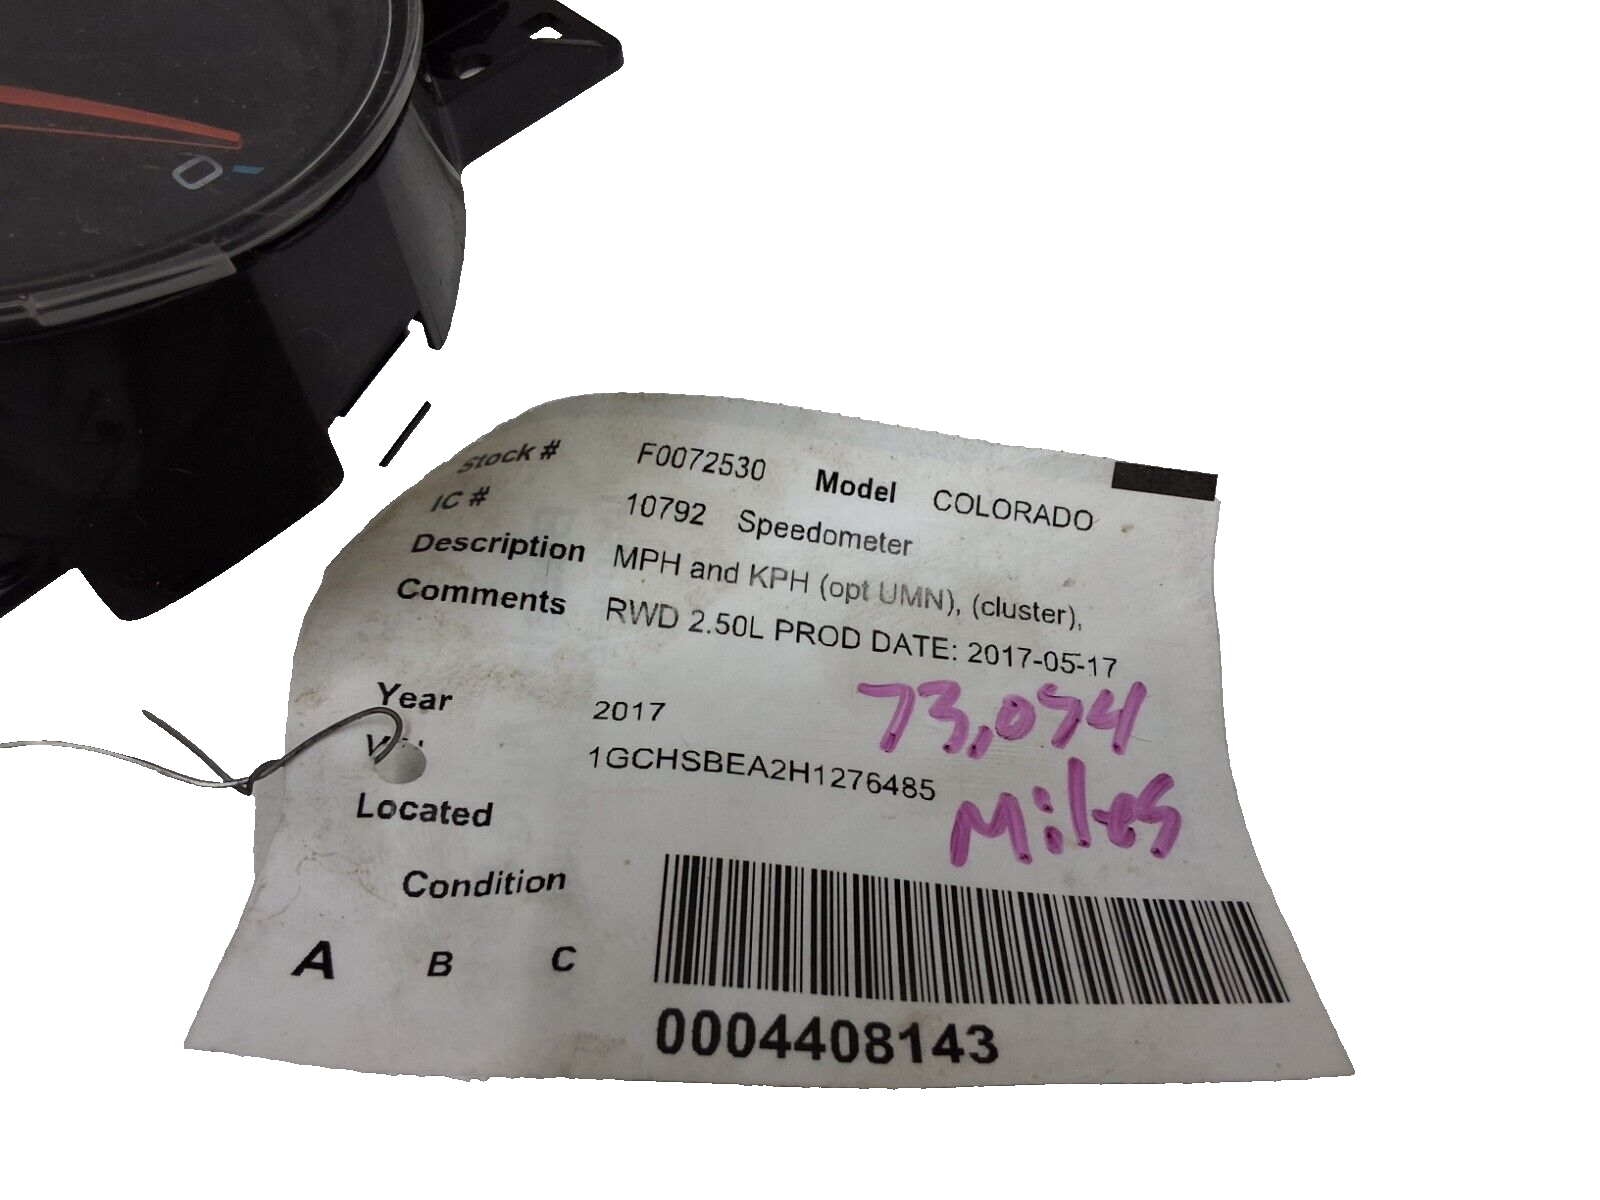 0
Stock # F0072530 Model COLORADO
IC # 10792 Speedometer
Description MPH and KPH (opt UMN), (cluster),
Comments RWD 2.50L PROD DATE: 2017-05-17
Year 2017 73,074
1GCHSBEA2H1276485 Miles
Located
Condition
A B C
0004408143